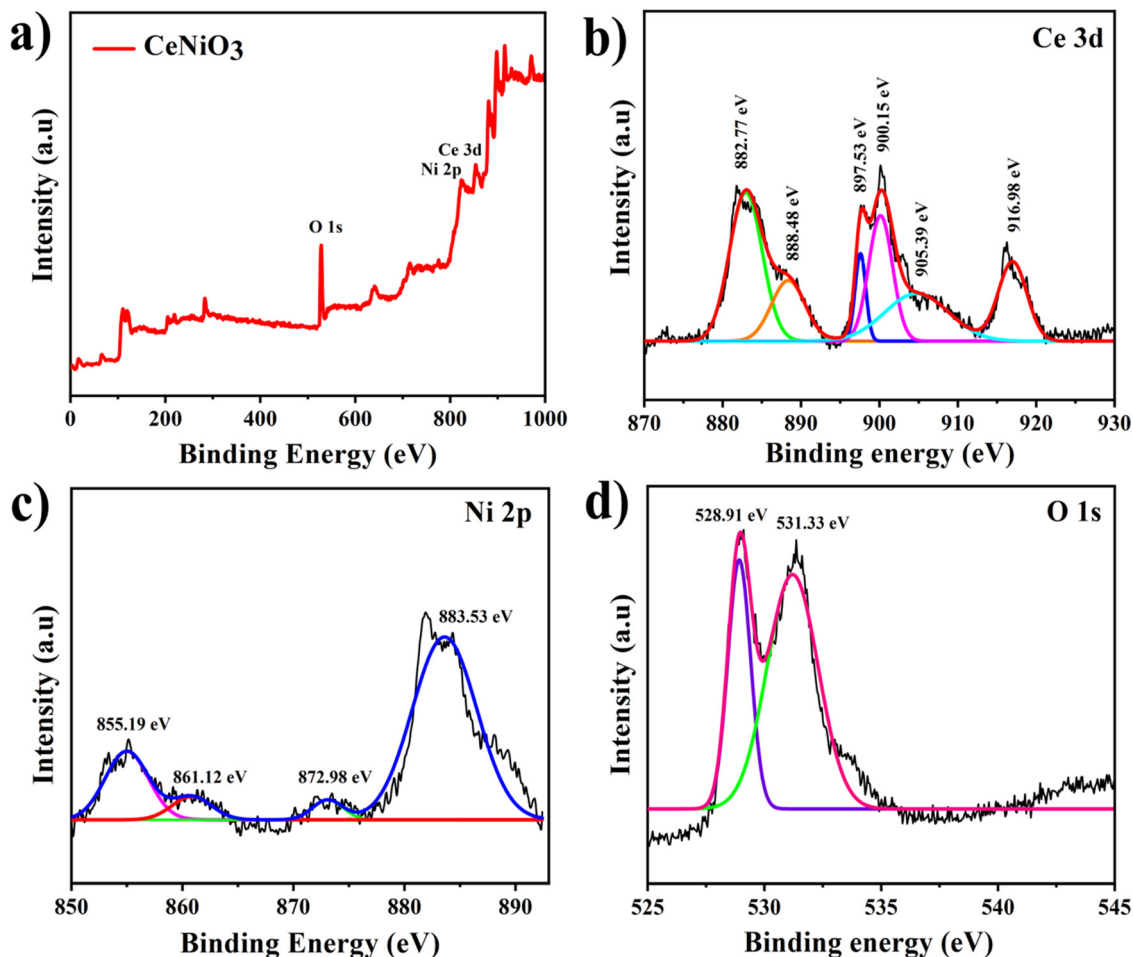 a)
CeNiO3
Ce 3d
Ni 2p
O 1s
Intensity (a.u)
0
200
400
600
800
1000
Binding Energy (eV)
b)
Ce 3d
882.77 eV
888.48 eV
897.53 eV
900.15 eV
905.39 eV
916.98 eV
Intensity (a.u)
870
880
890
900
910
920
930
Binding energy (eV)
c)
Ni 2p
883.53 eV
855.19 eV
861.12 eV
872.98 eV
Intensity (a.u)
850
860
870
880
890
Binding Energy (eV)
d)
O 1s
528.91 eV
531.33 eV
Intensity (a.u)
525
530
535
540
545
Binding energy (eV)